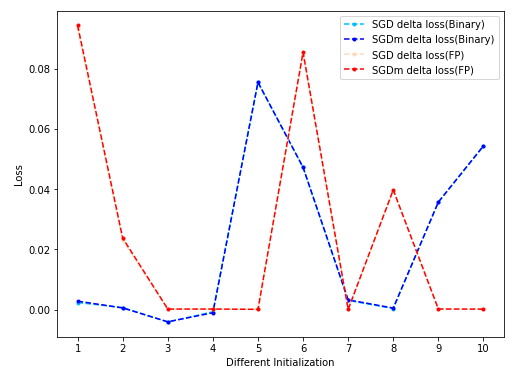 SGD delta loss(Binary)
SGDm delta loss(Binary)
SGD delta loss(FP)
SGDm delta loss(FP)
0.08
0.06
0.04
0.02
0.00
Loss
1 2 3 4 5 6 7 8 9 10
Different Initialization